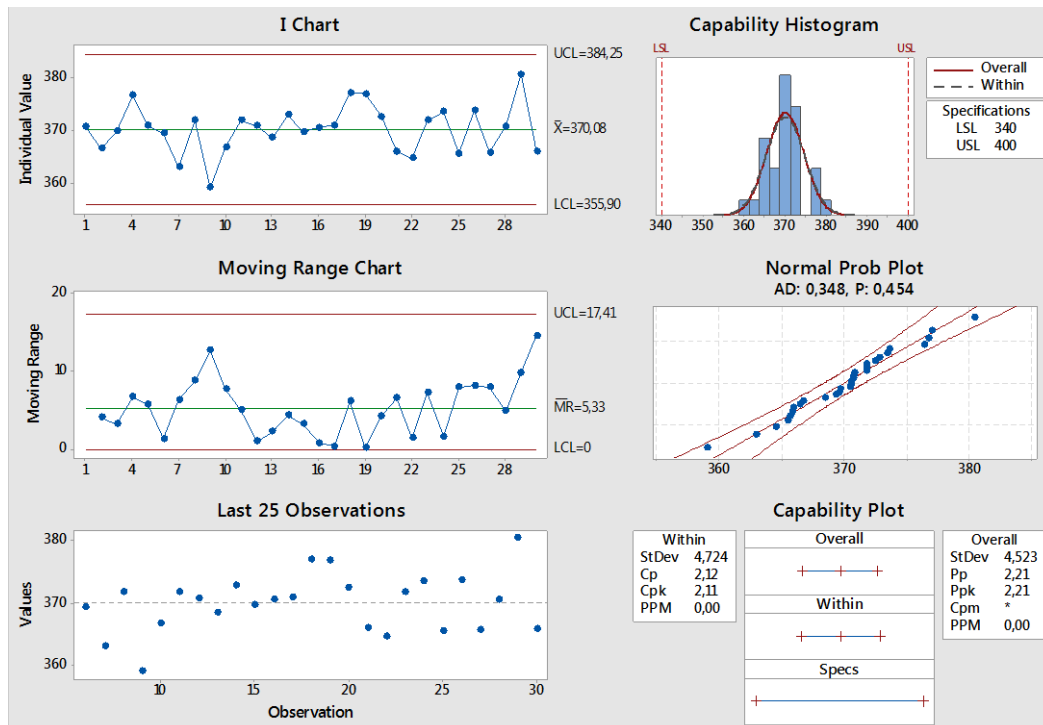 I Chart
Individual Value
380
370
360
UCL=384,25
X̄=370,08
LCL=355,90
1 4 7 10 13 16 19 22 25 28
Capability Histogram
LSL USL
340 350 360 370 380 390 400
Overall
Within
Specifications
LSL 340
USL 400
Moving Range Chart
Moving Range
20
10
0
UCL=17,41
M̅R̅=5,33
LCL=0
1 4 7 10 13 16 19 22 25 28
Normal Prob Plot
AD: 0,348, P: 0,454
360 370 380
Last 25 Observations
Values
380
370
360
10 15 20 25 30
Observation
Capability Plot
Within
StDev 4,724
Cp 2,12
Cpk 2,11
PPM 0,00
Overall
Within
Specs
Overall
StDev 4,523
Pp 2,21
Ppk 2,21
Cpm *
PPM 0,00